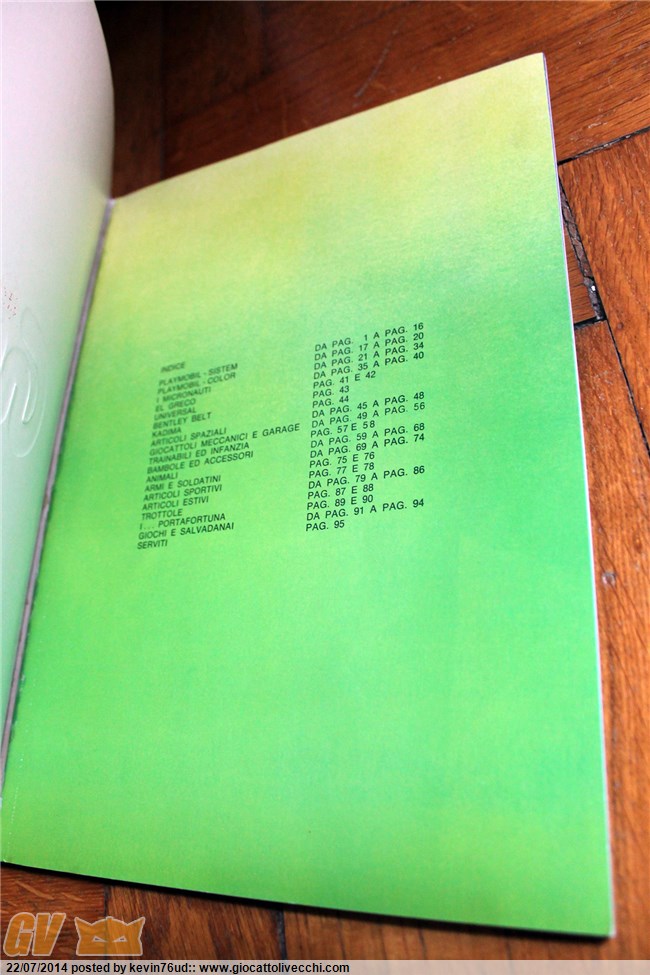 INDICE
PLAYMOBIL - SISTEM DA PAG. 1 A PAG. 16
PLAYMOBIL - COLOR DA PAG. 17 A PAG. 20
I MICRONAUTI DA PAG. 21 A PAG. 34
EL GRECO DA PAG. 35 A PAG. 40
UNIVERSAL PAG. 41 E 42
BENTLEY BELT PAG. 43
KADIMA PAG. 44
ARTICOLI SPAZIALI DA PAG. 45 A PAG. 48
GIOCATTOLI MECCANICI E GARAGE DA PAG. 49 A PAG. 56
TRAINABILI ED INFANZIA PAG. 57 E 58
BAMBOLE ED ACCESSORI DA PAG. 59 A PAG. 68
ANIMALI DA PAG. 69 A PAG. 74
ARMI E SOLDATINI PAG. 75 E 76
ARTICOLI SPORTIVI PAG. 77 E 78
ARTICOLI ESTIVI DA PAG. 79 A PAG. 86
TROTTOLE PAG. 87 E 88
I... PORTAFORTUNA PAG. 89 E 90
GIOCHI E SALVADANAI DA PAG. 91 A PAG. 94
SERVITI PAG. 95
GV
22/07/2014 posted by kevin76ud:: www.giocattolivecchi.com